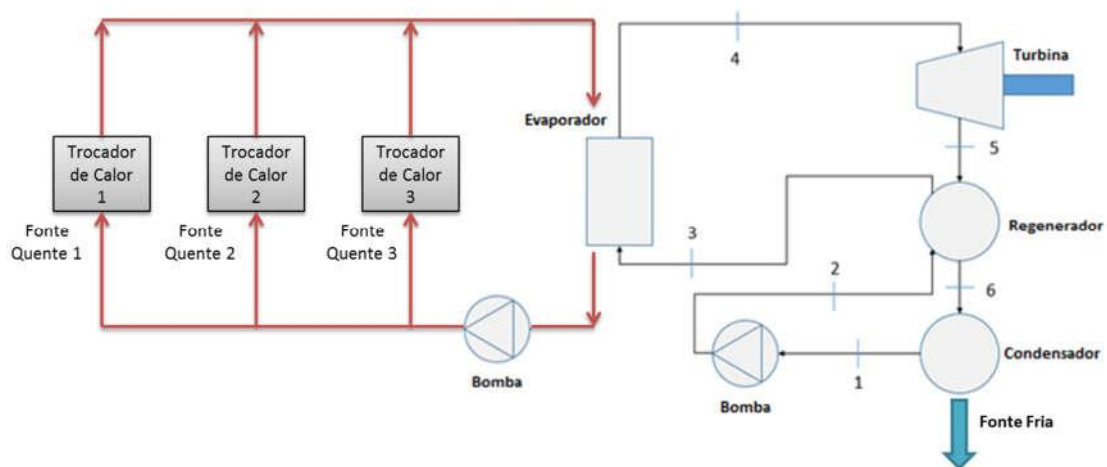 4
Turbina
Evaporador
5
Trocador
de Calor
1
Trocador
de Calor
2
Trocador
de Calor
3
Fonte
Quente 1
Fonte
Quente 2
Fonte
Quente 3
Regenerador
3
2
6
Bomba
Bomba
1
Condensador
Fonte Fria